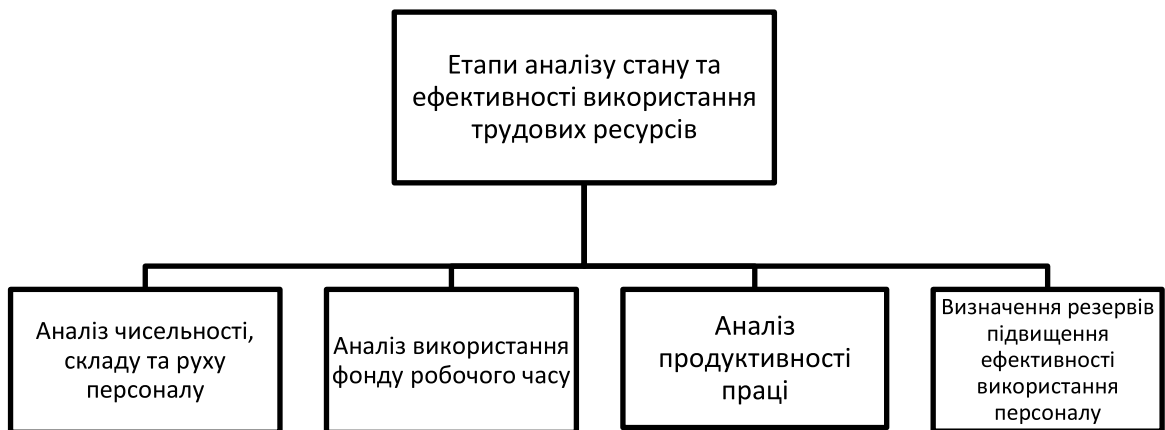 Етапи аналізу стану та
ефективності використання
трудових ресурсів
Аналіз чисельності,
складу та руху
персоналу
Аналіз використання
фонду робочого часу
Аналіз
продуктивності
праці
Визначення резервів
підвищення
ефективності
використання
персоналу